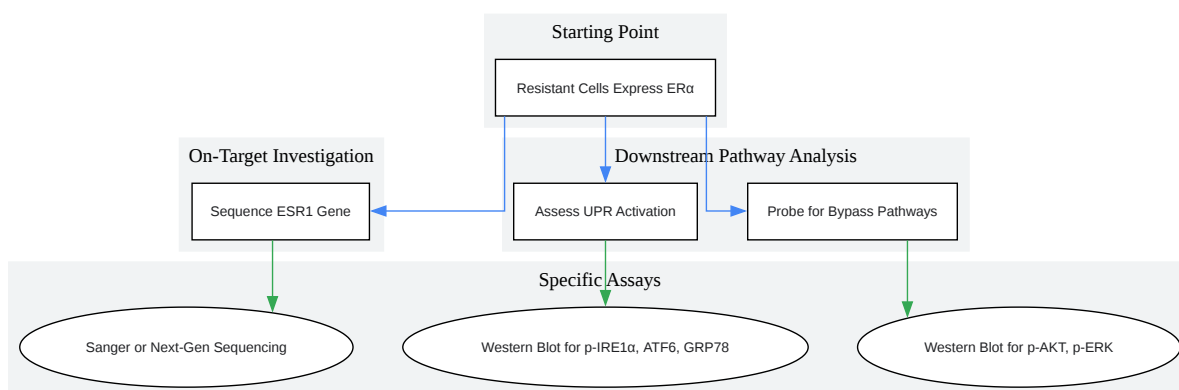 Starting Point
Resistant Cells Express ERα
On-Target Investigation
Downstream Pathway Analysis
Sequence ESR1 Gene
Assess UPR Activation
Probe for Bypass Pathways
Specific Assays
Sanger or Next-Gen Sequencing
Western Blot for p-IRE1α, ATF6, GRP78
Western Blot for p-AKT, p-ERK